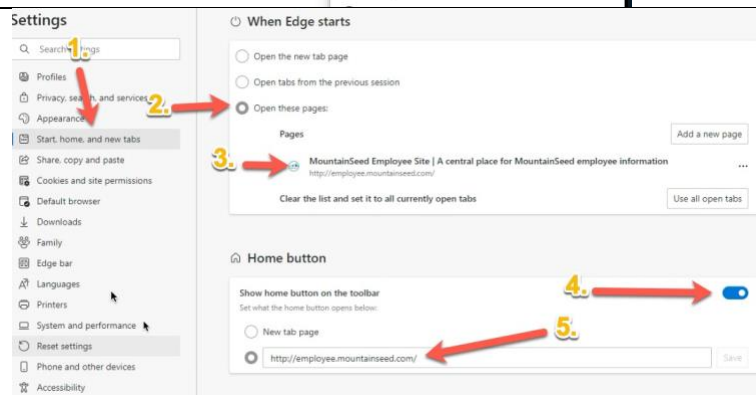 Settings
Search settings
1.
Profiles
Privacy, search, and services
Appearance
Start, home, and new tabs
Share, copy and paste
Cookies and site permissions
Default browser
Downloads
Family
Edge bar
Languages
Printers
System and performance
Reset settings
Phone and other devices
Accessibility
When Edge starts
Open the new tab page
Open tabs from the previous session
2.
Open these pages:
Pages
Add a new page
3.
MountainSeed Employee Site | A central place for MountainSeed employee information
http://employee.mountainseed.com/
...
Clear the list and set it to all currently open tabs
Use all open tabs
Home button
Show home button on the toolbar
4.
Set what the home button opens below:
New tab page
5.
http://employee.mountainseed.com/
Save